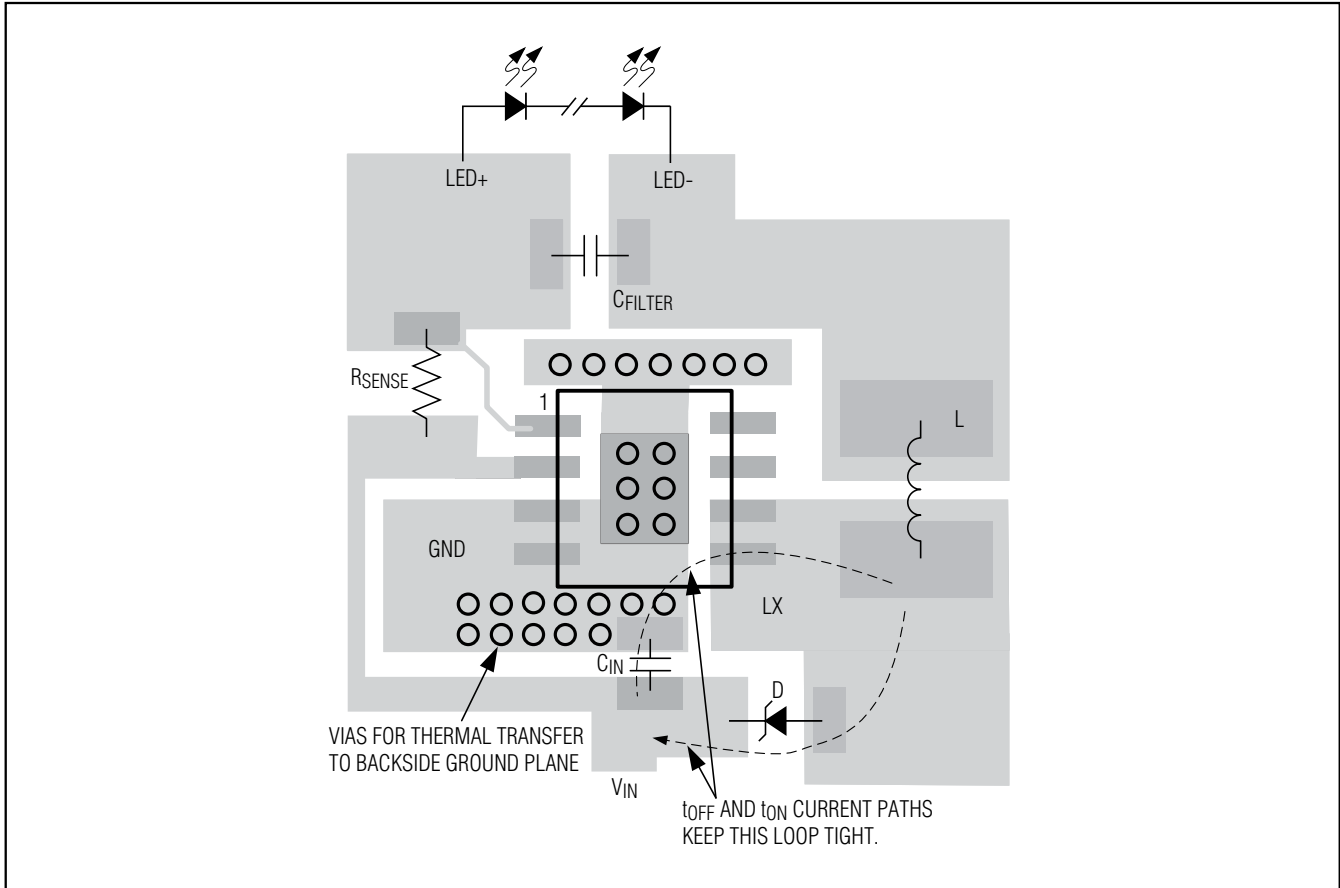 LED+
LED-
CFILTER
RSENSE
1
L
GND
LX
CIN
D
VIAS FOR THERMAL TRANSFER
TO BACKSIDE GROUND PLANE
VIN
tOFF AND tON CURRENT PATHS
KEEP THIS LOOP TIGHT.